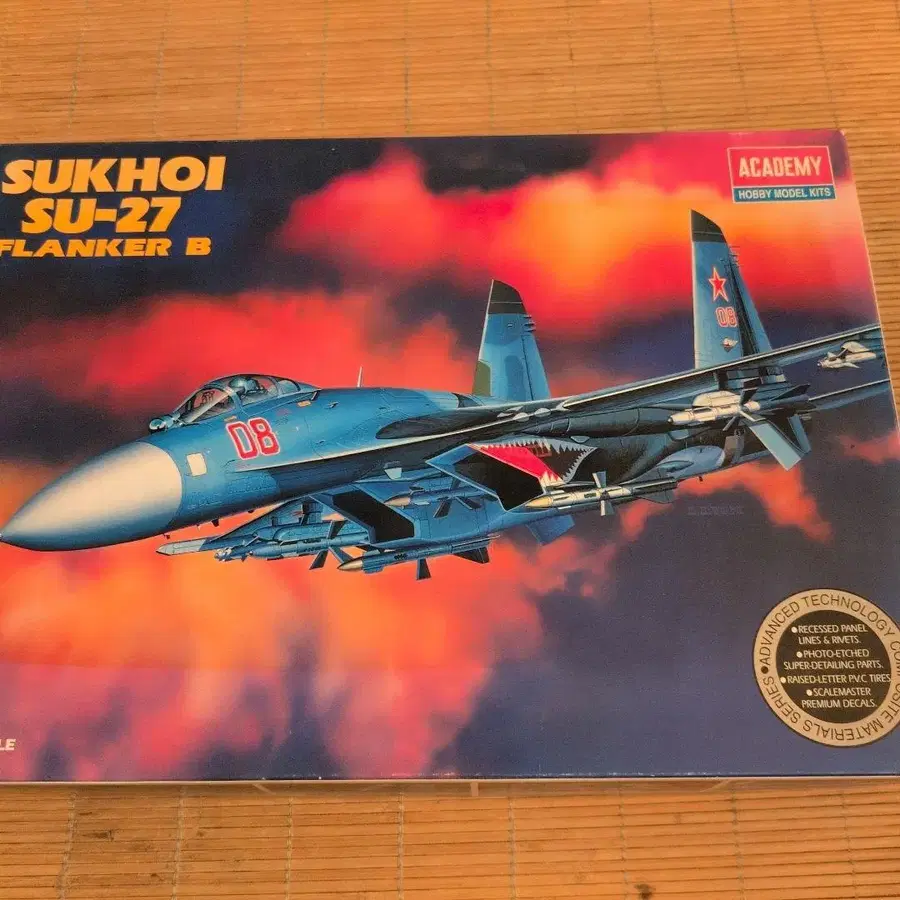 SUKHOI
SU-27
FLANKER B
ACADEMY
HOBBY MODEL KITS
08
08
ADVANCED TECHNOLOGY COMPOSITE MATERIALS SERIES
•RECESSED PANEL
LINES & RIVETS.
•PHOTO-ETCHED
SUPER-DETAILING PARTS.
•RAISED-LETTER P.V.C TIRES
•SCALEMASTER
PREMIUM DECALS.
LE